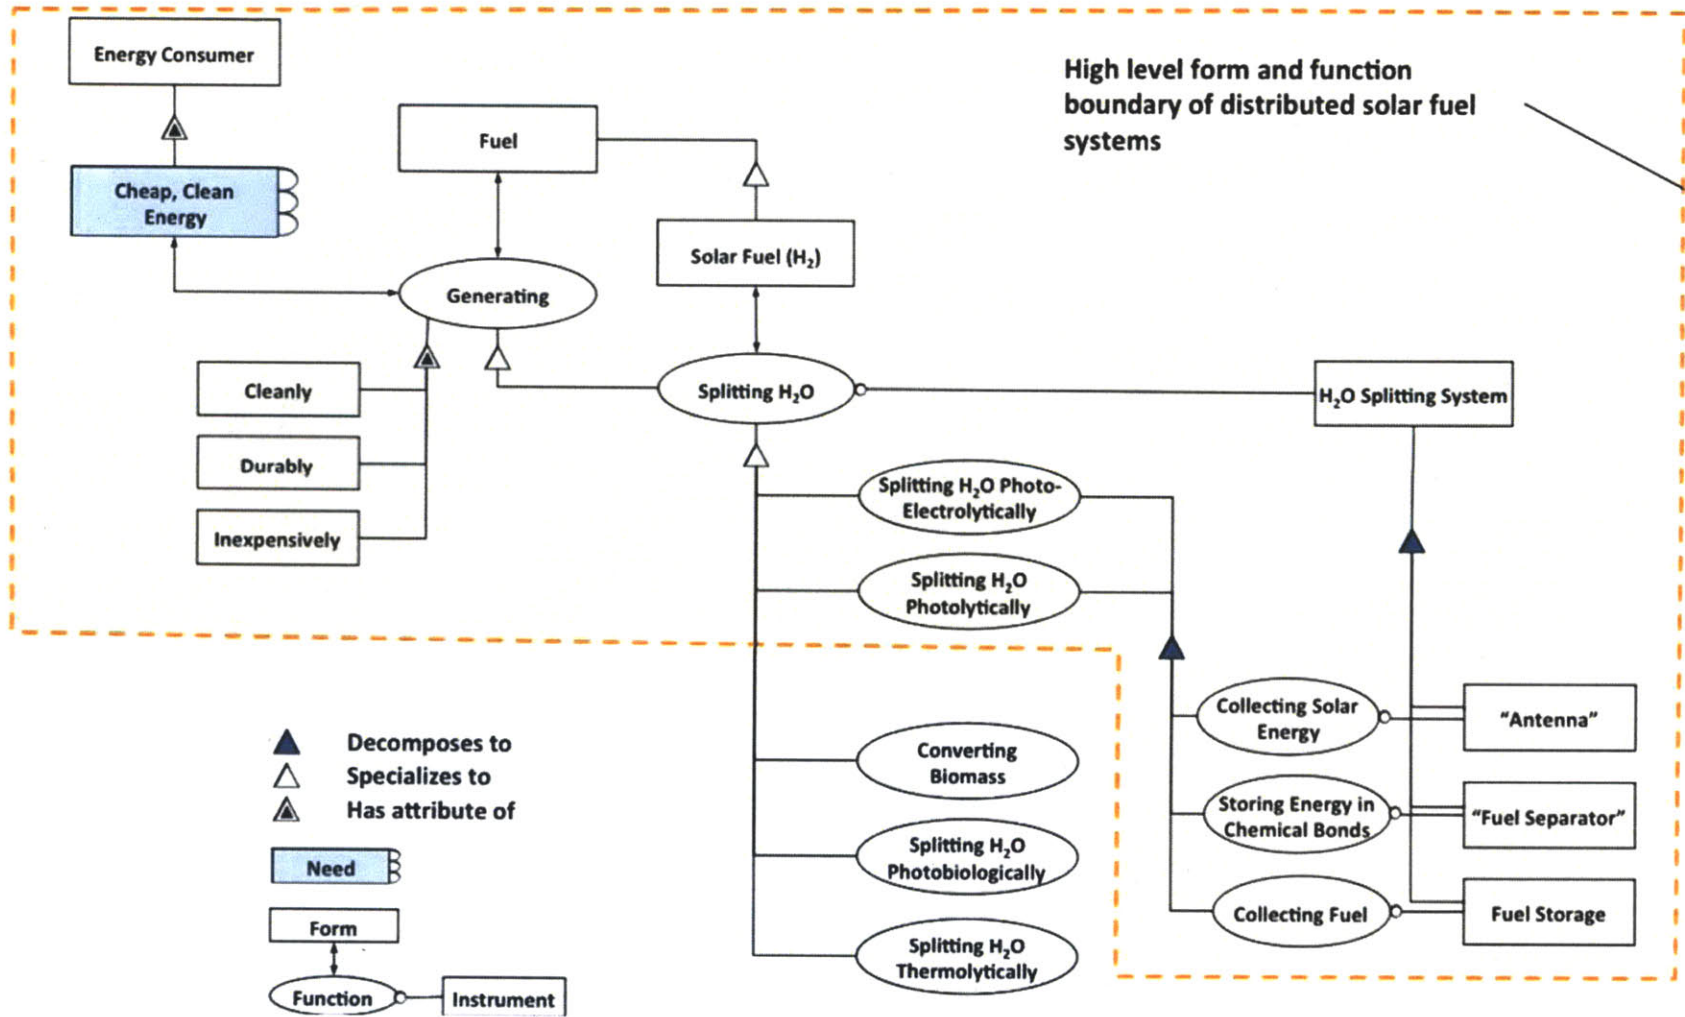 Energy Consumer
High level form and function
boundary of distributed solar fuel
systems
Fuel
Cheap, Clean
Energy
Solar Fuel (H₂)
Generating
Cleanly
Splitting H₂O
H₂O Splitting System
Durably
Splitting H₂O Photo-
Electrolytically
Inexpensively
Splitting H₂O
Photolytically
Collecting Solar
Energy
"Antenna"
Decomposes to
Specializes to
Has attribute of
Converting
Biomass
Storing Energy in
Chemical Bonds
"Fuel Separator"
Need
Splitting H₂O
Photobiologically
Form
Collecting Fuel
Fuel Storage
Splitting H₂O
Thermolytically
Function
Instrument